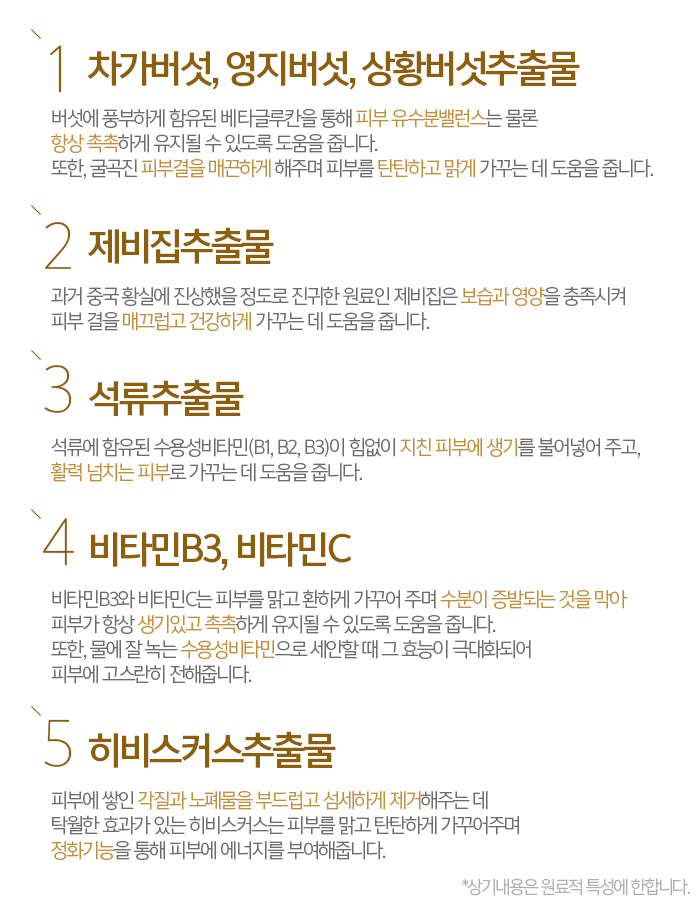 1 차가버섯, 영지버섯, 상황버섯추출물
버섯에 풍부하게 함유된 베타글루칸을 통해 피부 유수분밸런스는 물론
항상 촉촉하게 유지될 수 있도록 도움을 줍니다.
또한, 굴곡진 피부결을 매끈하게 해주며 피부를 탄탄하고 맑게 가꾸는 데 도움을 줍니다.
2 제비집추출물
과거 중국 황실에 진상했을 정도로 진귀한 원료인 제비집은 보습과 영양을 충족시켜
피부 결을 매끄럽고 건강하게 가꾸는 데 도움을 줍니다.
3 석류추출물
석류에 함유된 수용성비타민(B1, B2, B3)이 힘없이 지친 피부에 생기를 불어넣어 주고,
활력 넘치는 피부로 가꾸는 데 도움을 줍니다.
4 비타민B3, 비타민C
비타민B3와 비타민C는 피부를 맑고 환하게 가꾸어 주며 수분이 증발되는 것을 막아
피부가 항상 생기있고 촉촉하게 유지될 수 있도록 도움을 줍니다.
또한, 물에 잘 녹는 수용성비타민으로 세안할 때 그 효능이 극대화되어
피부에 고스란히 전해줍니다.
5 히비스커스추출물
피부에 쌓인 각질과 노폐물을 부드럽고 섬세하게 제거해주는 데
탁월한 효과가 있는 히비스커스는 피부를 맑고 탄탄하게 가꾸어주며
정화기능을 통해 피부에 에너지를 부여해줍니다.
*상기내용은 원료적 특성에 한합니다.